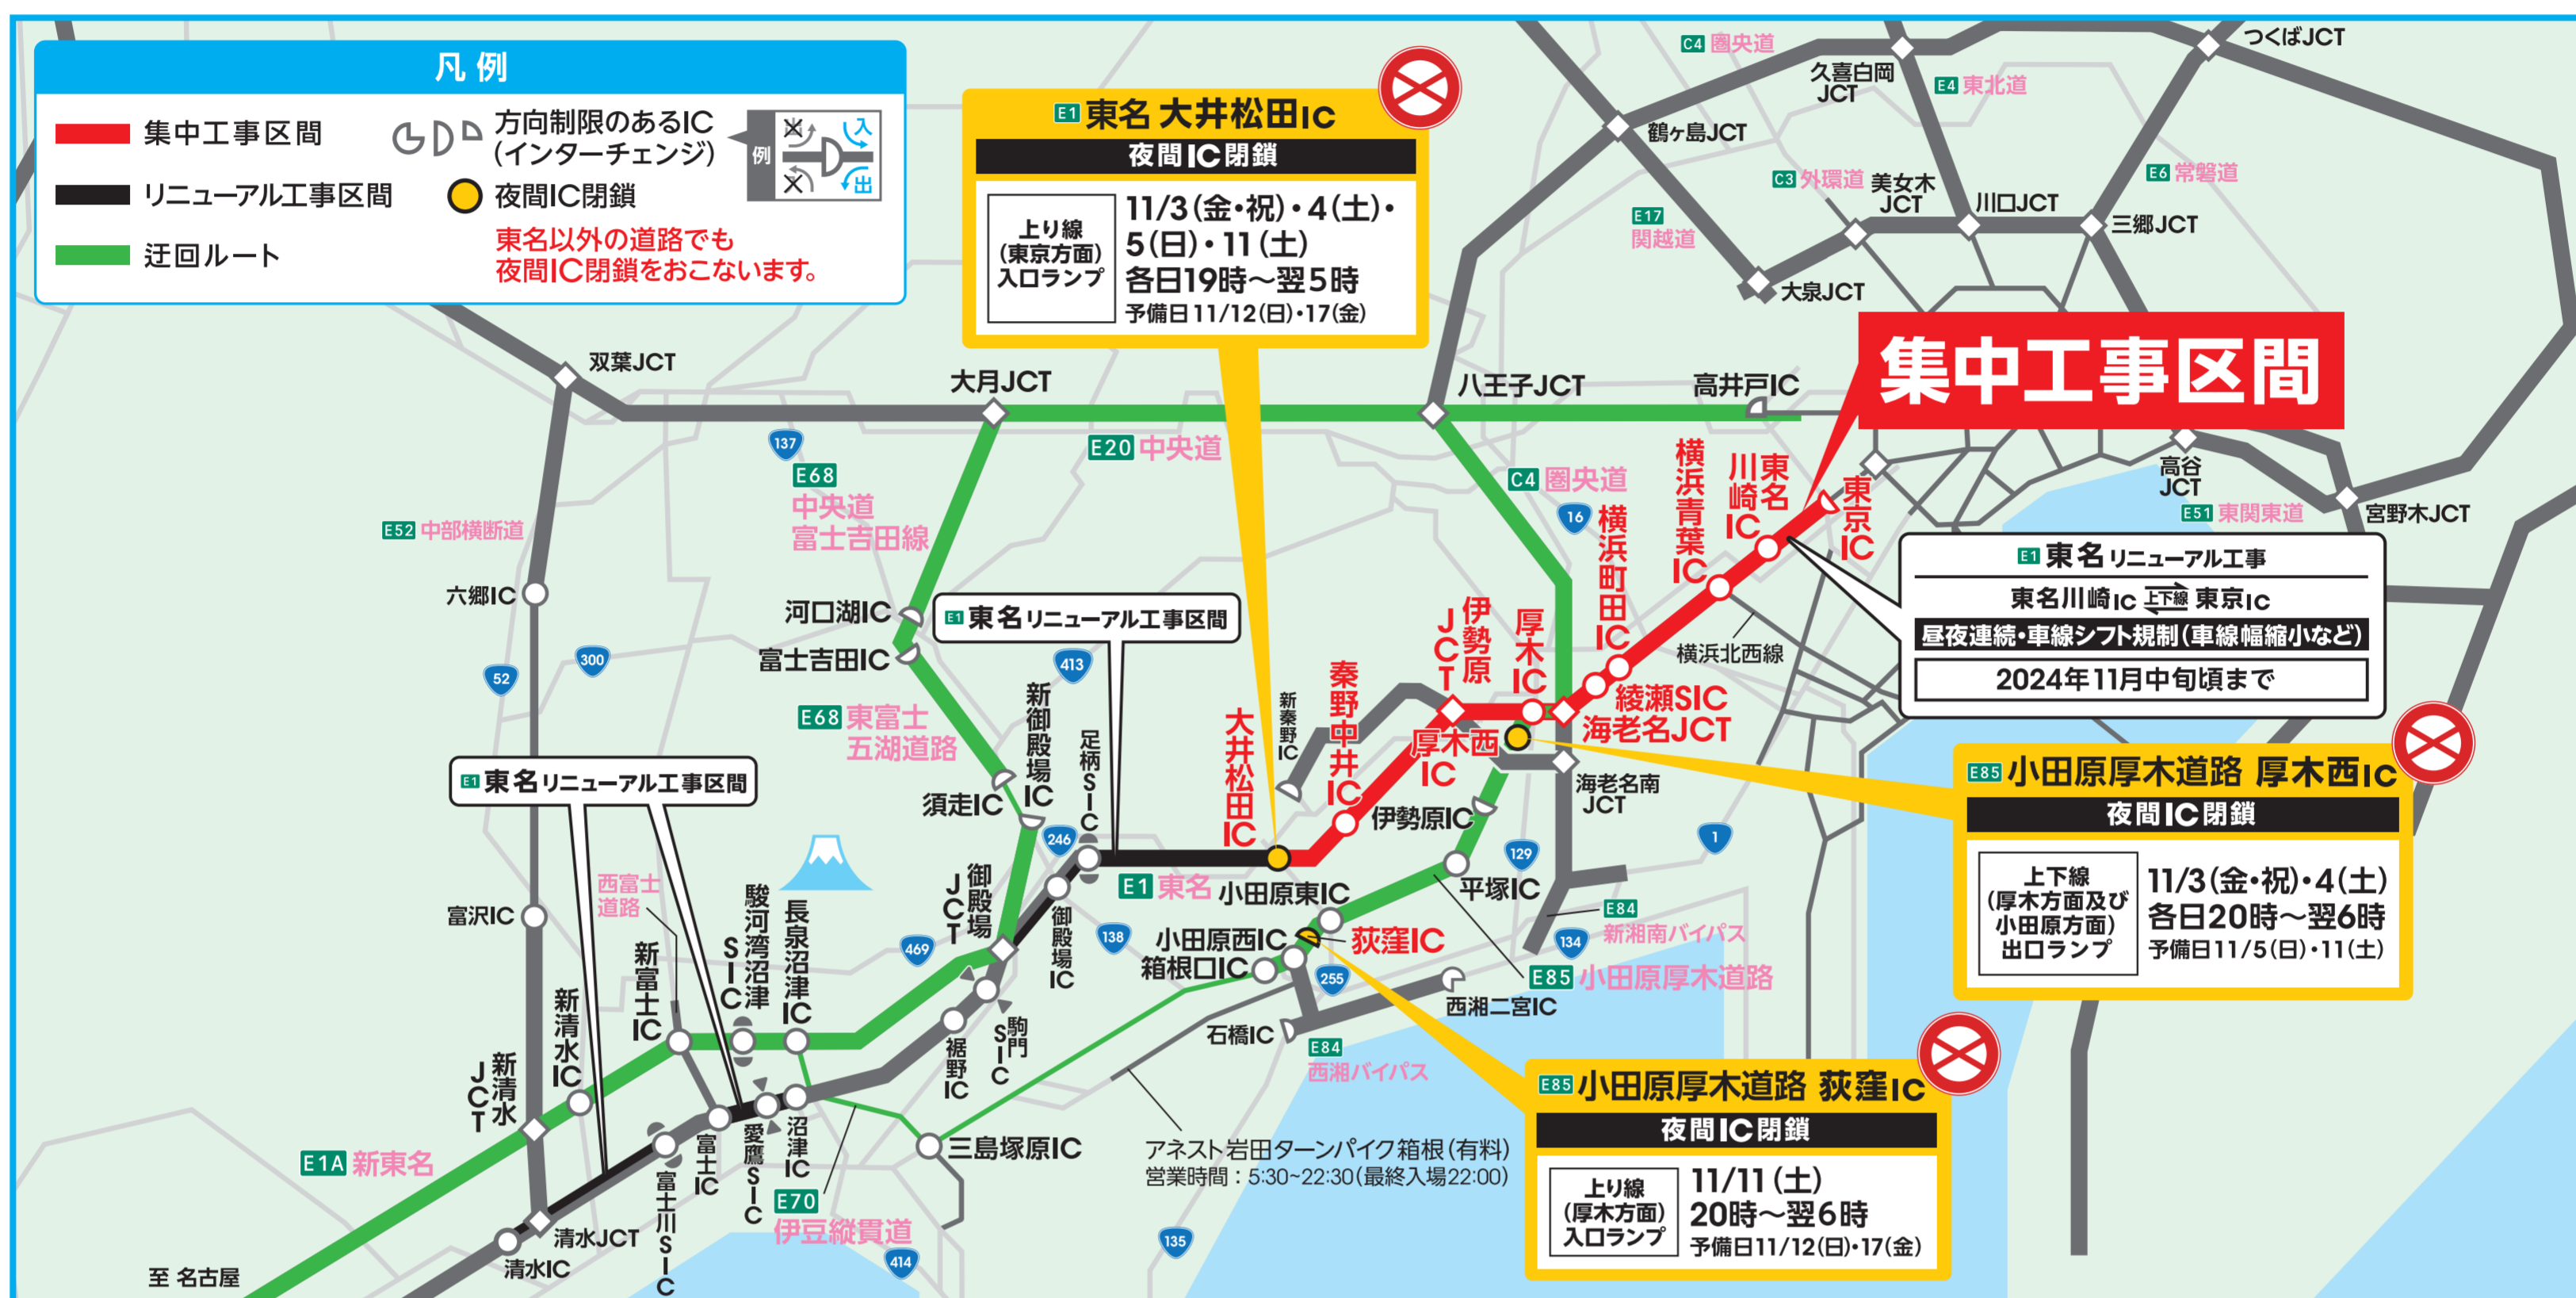 凡例
集中工事区間
リニューアル工事区間
迂回ルート
方向制限のあるIC
(インターチェンジ)
例
入
出
夜間IC閉鎖
東名以外の道路でも
夜間IC閉鎖をおこないます。
E1 東名 大井松田IC
夜間IC閉鎖
上り線
(東京方面)
入口ランプ
11/3(金・祝)・4(土)・
5(日)・11(土)
各日19時~翌5時
予備日11/12(日)・17(金)
C4 圏央道
久喜白岡
JCT
E4 東北道
つくばJCT
鶴ヶ島JCT
C3 外環道
美女木
JCT
川口JCT
E6 常磐道
三郷JCT
E17
関越道
大泉JCT
集中工事区間
双葉JCT
大月JCT
八王子JCT
高井戸IC
137
E68
中央道
富士吉田線
E20 中央道
C4 圏央道
16
高谷
JCT
E51 東関東道
宮野木JCT
E52 中部横断道
横浜青葉IC
東名
川崎IC
東京IC
横浜町田IC
E1 東名 リニューアル工事
東名川崎IC 上下線 東京IC
昼夜連続・車線シフト規制(車線幅縮小など)
2024年11月中旬頃まで
六郷IC
河口湖IC
E1 東名 リニューアル工事区間
富士吉田IC
52
300
413
横浜北西線
伊勢原
JCT
厚木IC
綾瀬SIC
海老名JCT
厚木西
IC
秦野中井IC
新秦野IC
大井松田IC
E68 東富士
五湖道路
新御殿場IC
足柄SIC
須走IC
246
E1 東名 リニューアル工事区間
伊勢原IC
海老名南
JCT
129
1
平塚IC
E85 小田原厚木道路 厚木西IC
夜間IC閉鎖
上下線
(厚木方面及び
小田原方面)
出口ランプ
11/3(金・祝)・4(土)
各日20時~翌6時
予備日11/5(日)・11(土)
E1 東名
小田原東IC
西富士
道路
駿河湾沼津
SIC
長泉沼津IC
御殿場
JCT
御殿場IC
469
138
富沢IC
小田原西IC
荻窪IC
箱根口IC
255
E84
新湘南バイパス
134
E85 小田原厚木道路
西湘二宮IC
新富士IC
新清水IC
新清水
JCT
駒門
SIC
裾野IC
石橋IC
E84
西湘バイパス
E85 小田原厚木道路 荻窪IC
夜間IC閉鎖
上り線
(厚木方面)
入口ランプ
11/11(土)
20時~翌6時
予備日11/12(日)・17(金)
E1A 新東名
富士川SIC
富士IC
愛鷹SIC
沼津IC
三島塚原IC
アネスト岩田ターンパイク箱根(有料)
営業時間:5:30~22:30(最終入場22:00)
E70
伊豆縦貫道
414
135
清水JCT
清水IC
至 名古屋